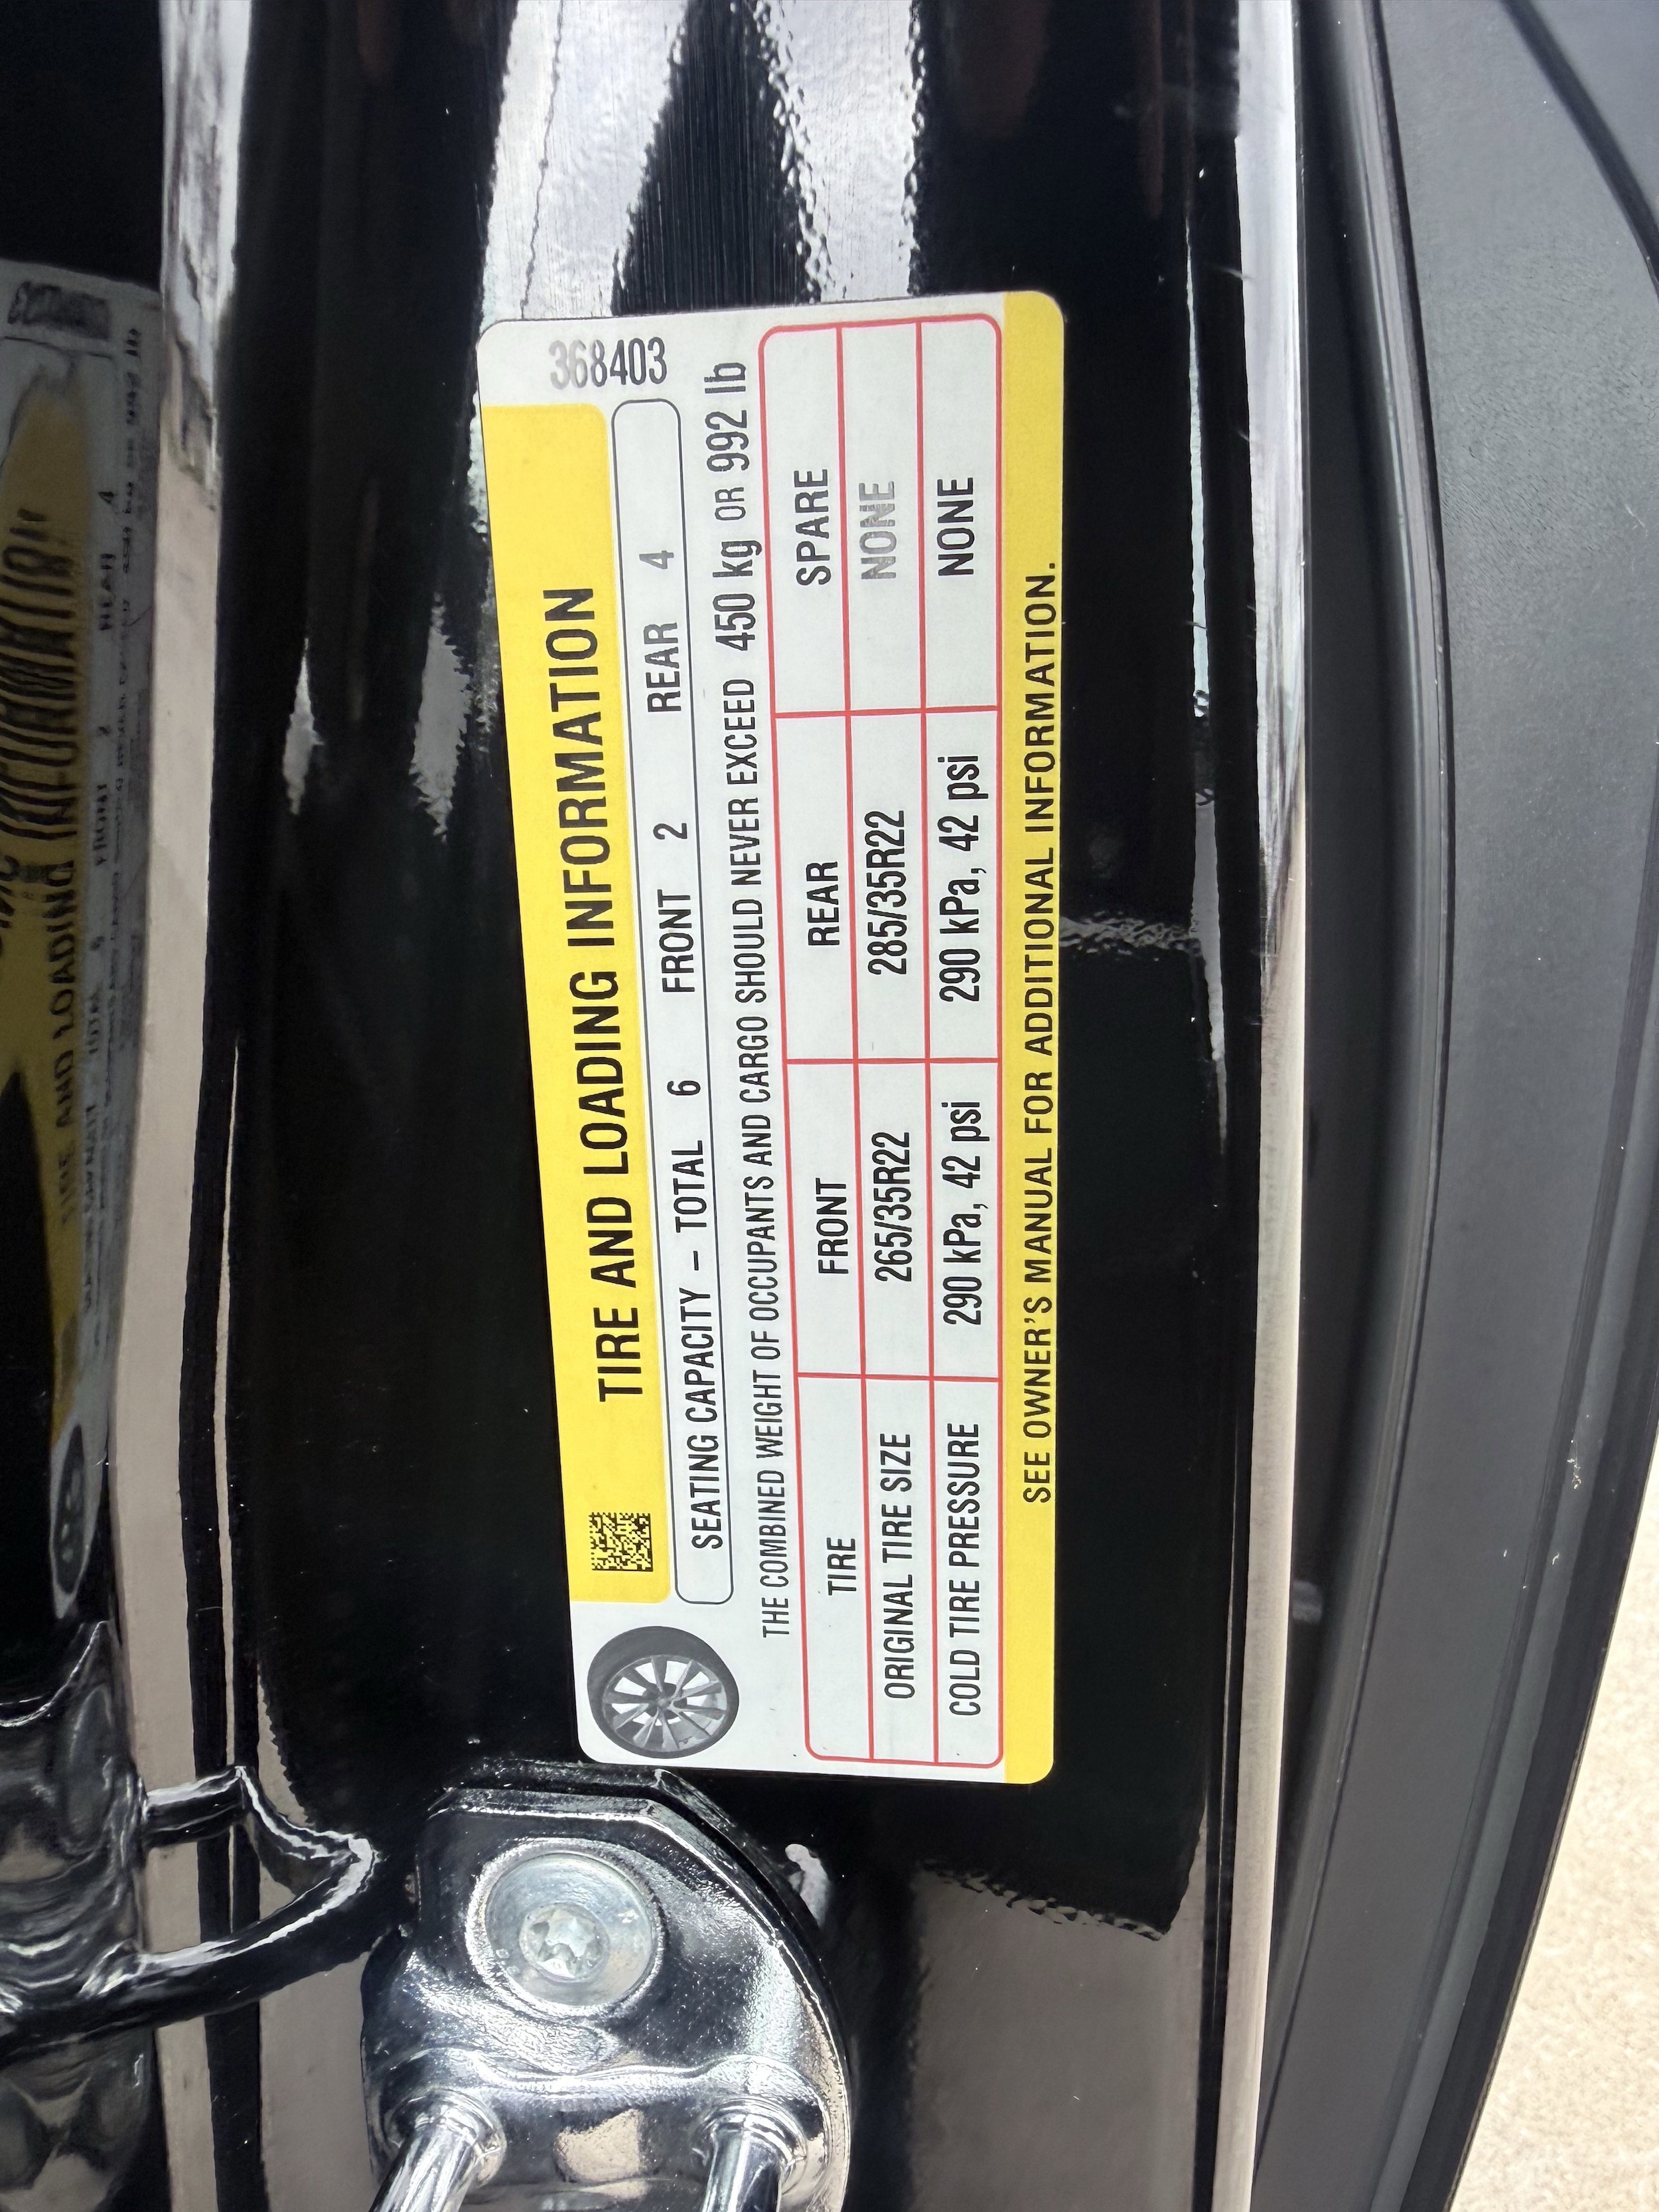 368403
TIRE AND LOADING INFORMATION
SEATING CAPACITY – TOTAL 6 FRONT 2 REAR 4
THE COMBINED WEIGHT OF OCCUPANTS AND CARGO SHOULD NEVER EXCEED 450 kg OR 992 lb
TIRE FRONT REAR SPARE
ORIGINAL TIRE SIZE 265/35R22 285/35R22 NONE
COLD TIRE PRESSURE 290 kPa, 42 psi 290 kPa, 42 psi NONE
SEE OWNER'S MANUAL FOR ADDITIONAL INFORMATION.